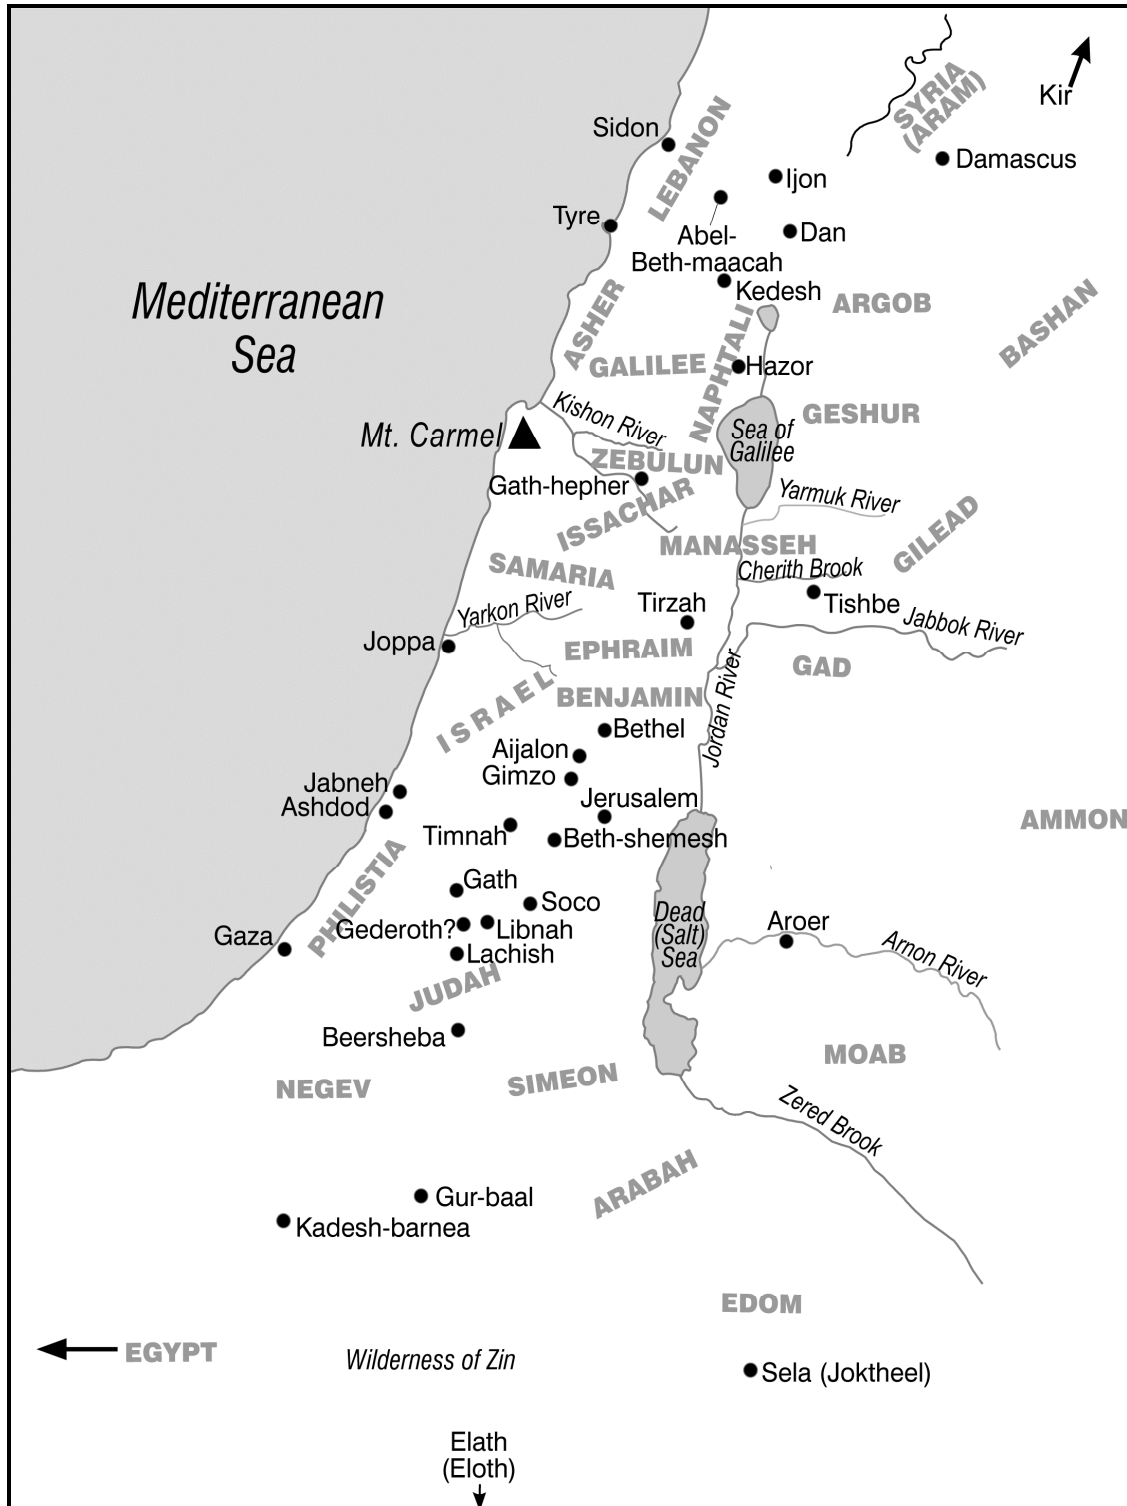 Kir
SYRIA
(ARAM)
Sidon
LEBANON
Damascus
Ijon
Tyre
Abel-
Beth-maacah
Dan
Kedesh
ARGOB
BASHAN
Mediterranean
Sea
ASHER
GALILEE
NAPHTALI
Hazor
GESHUR
Kishon River
Mt. Carmel
Sea of
Galilee
ZEBULUN
Gath-hepher
ISSACHAR
Yarmuk River
GILEAD
MANASSEH
SAMARIA
Cherith Brook
Tishbe
Yarkon River
Tirzah
Jabbok River
Joppa
EPHRAIM
GAD
ISRAEL
BENJAMIN
Jordan River
Bethel
Aijalon
Gimzo
Jabneh
Ashdod
Jerusalem
Timnah
Beth-shemesh
AMMON
PHILISTIA
Gath
Soco
Gederoth?
Libnah
Lachish
Gaza
Dead
(Salt)
Sea
Aroer
Arnon River
JUDAH
Beersheba
MOAB
NEGEV
SIMEON
Zered Brook
ARABAH
Gur-baal
Kadesh-barnea
EDOM
EGYPT
Wilderness of Zin
Sela (Joktheel)
Elath
(Eloth)